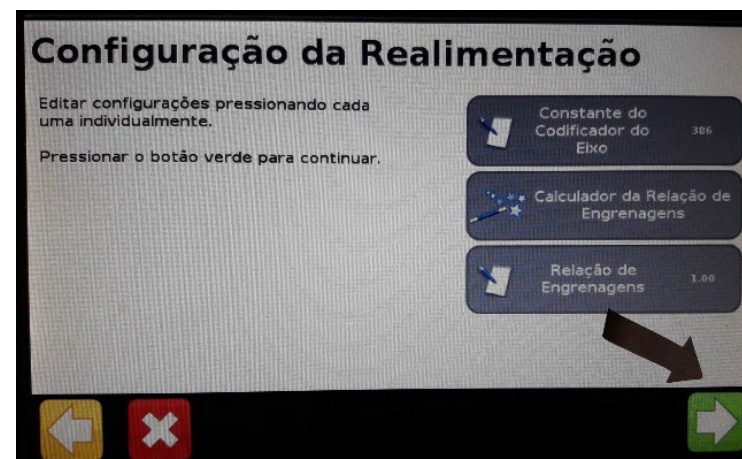 Configuração da Realimentação
Editar configurações pressionando cada
uma individualmente.
Pressionar o botão verde para continuar.
Constante do
Codificador do
Eixo
386
Calculador da Relação de
Engrenagens
Relação de
Engrenagens
1.00